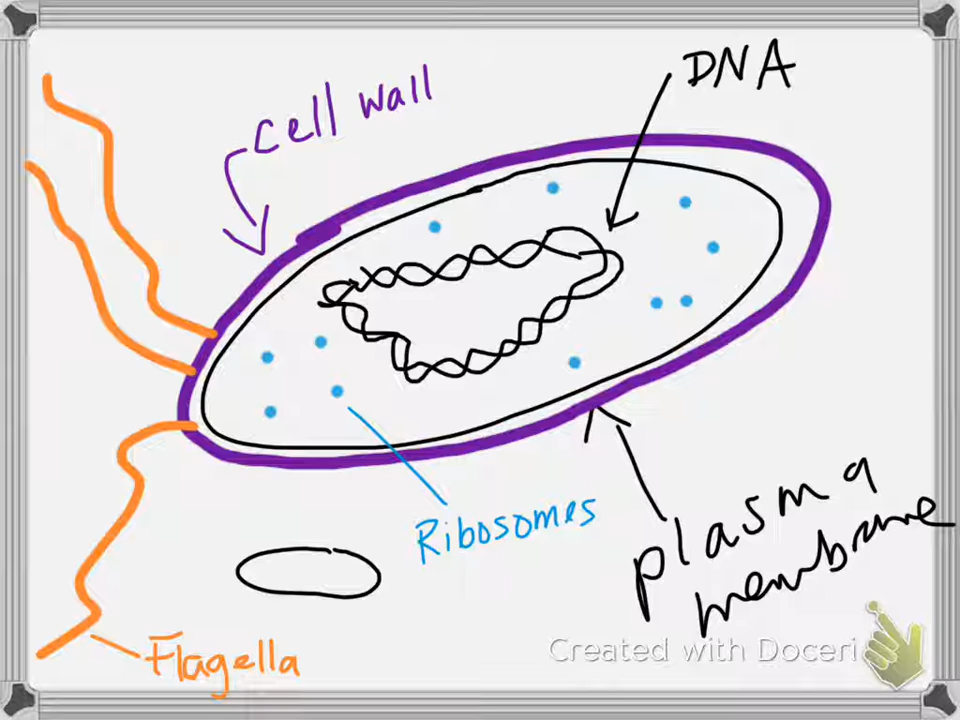 DNA
cell wall
Ribosomes
plasma
membrane
Flagella
Created with Doceri